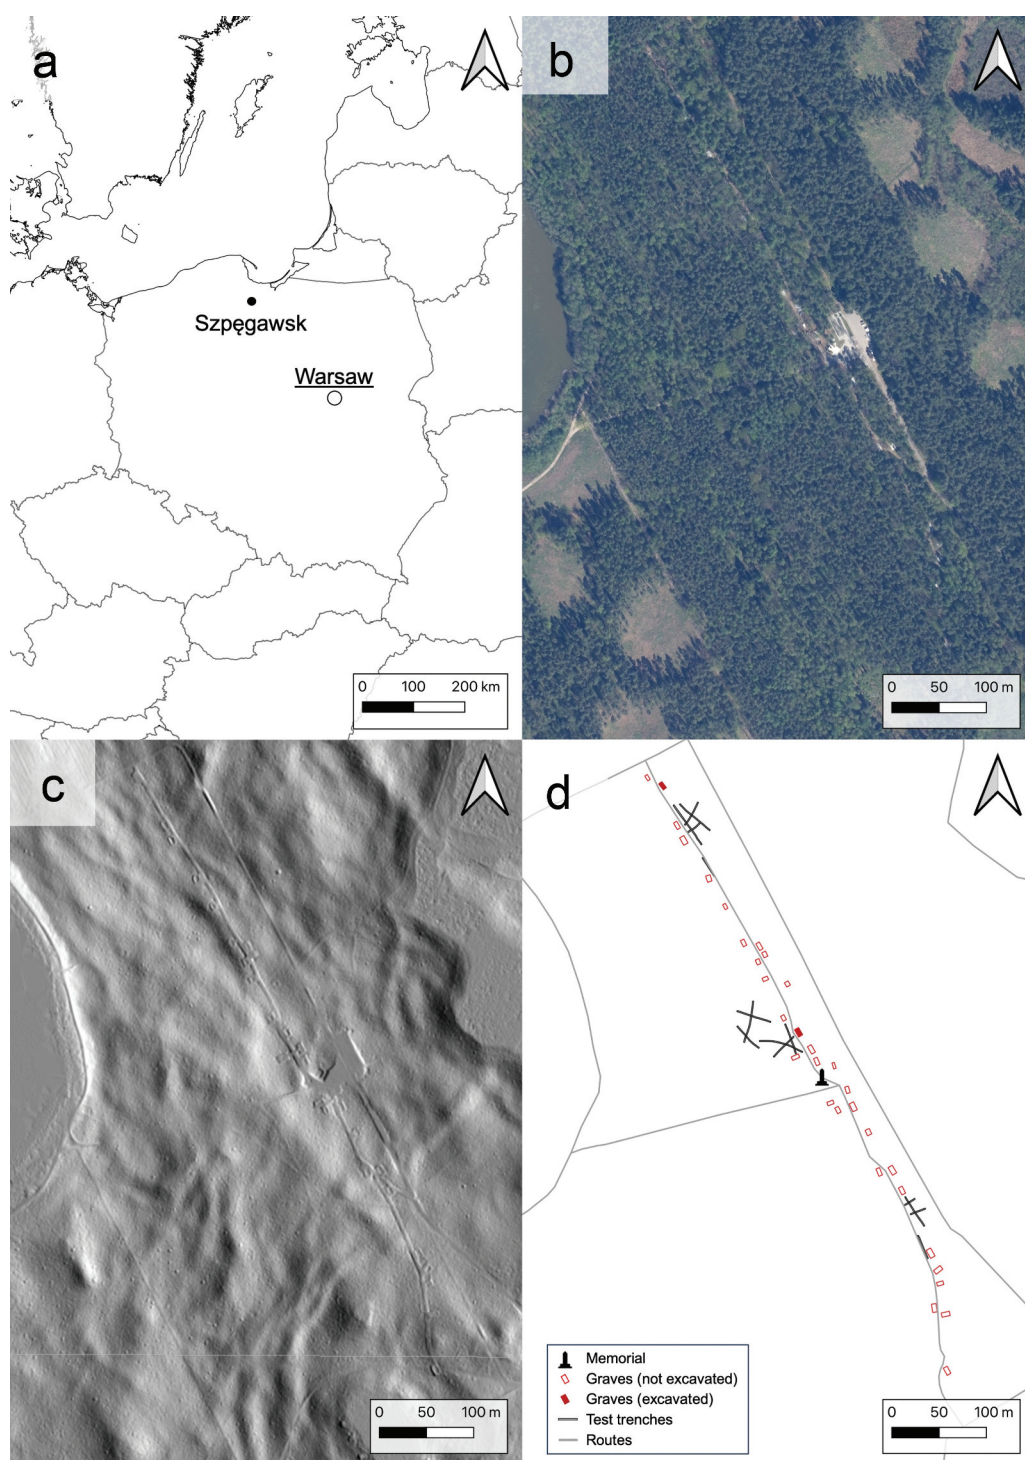 a
Szpęgawsk
Warsaw
0 100 200 km
b
0 50 100 m
c
0 50 100 m
d
Memorial
Graves (not excavated)
Graves (excavated)
Test trenches
Routes
0 50 100 m